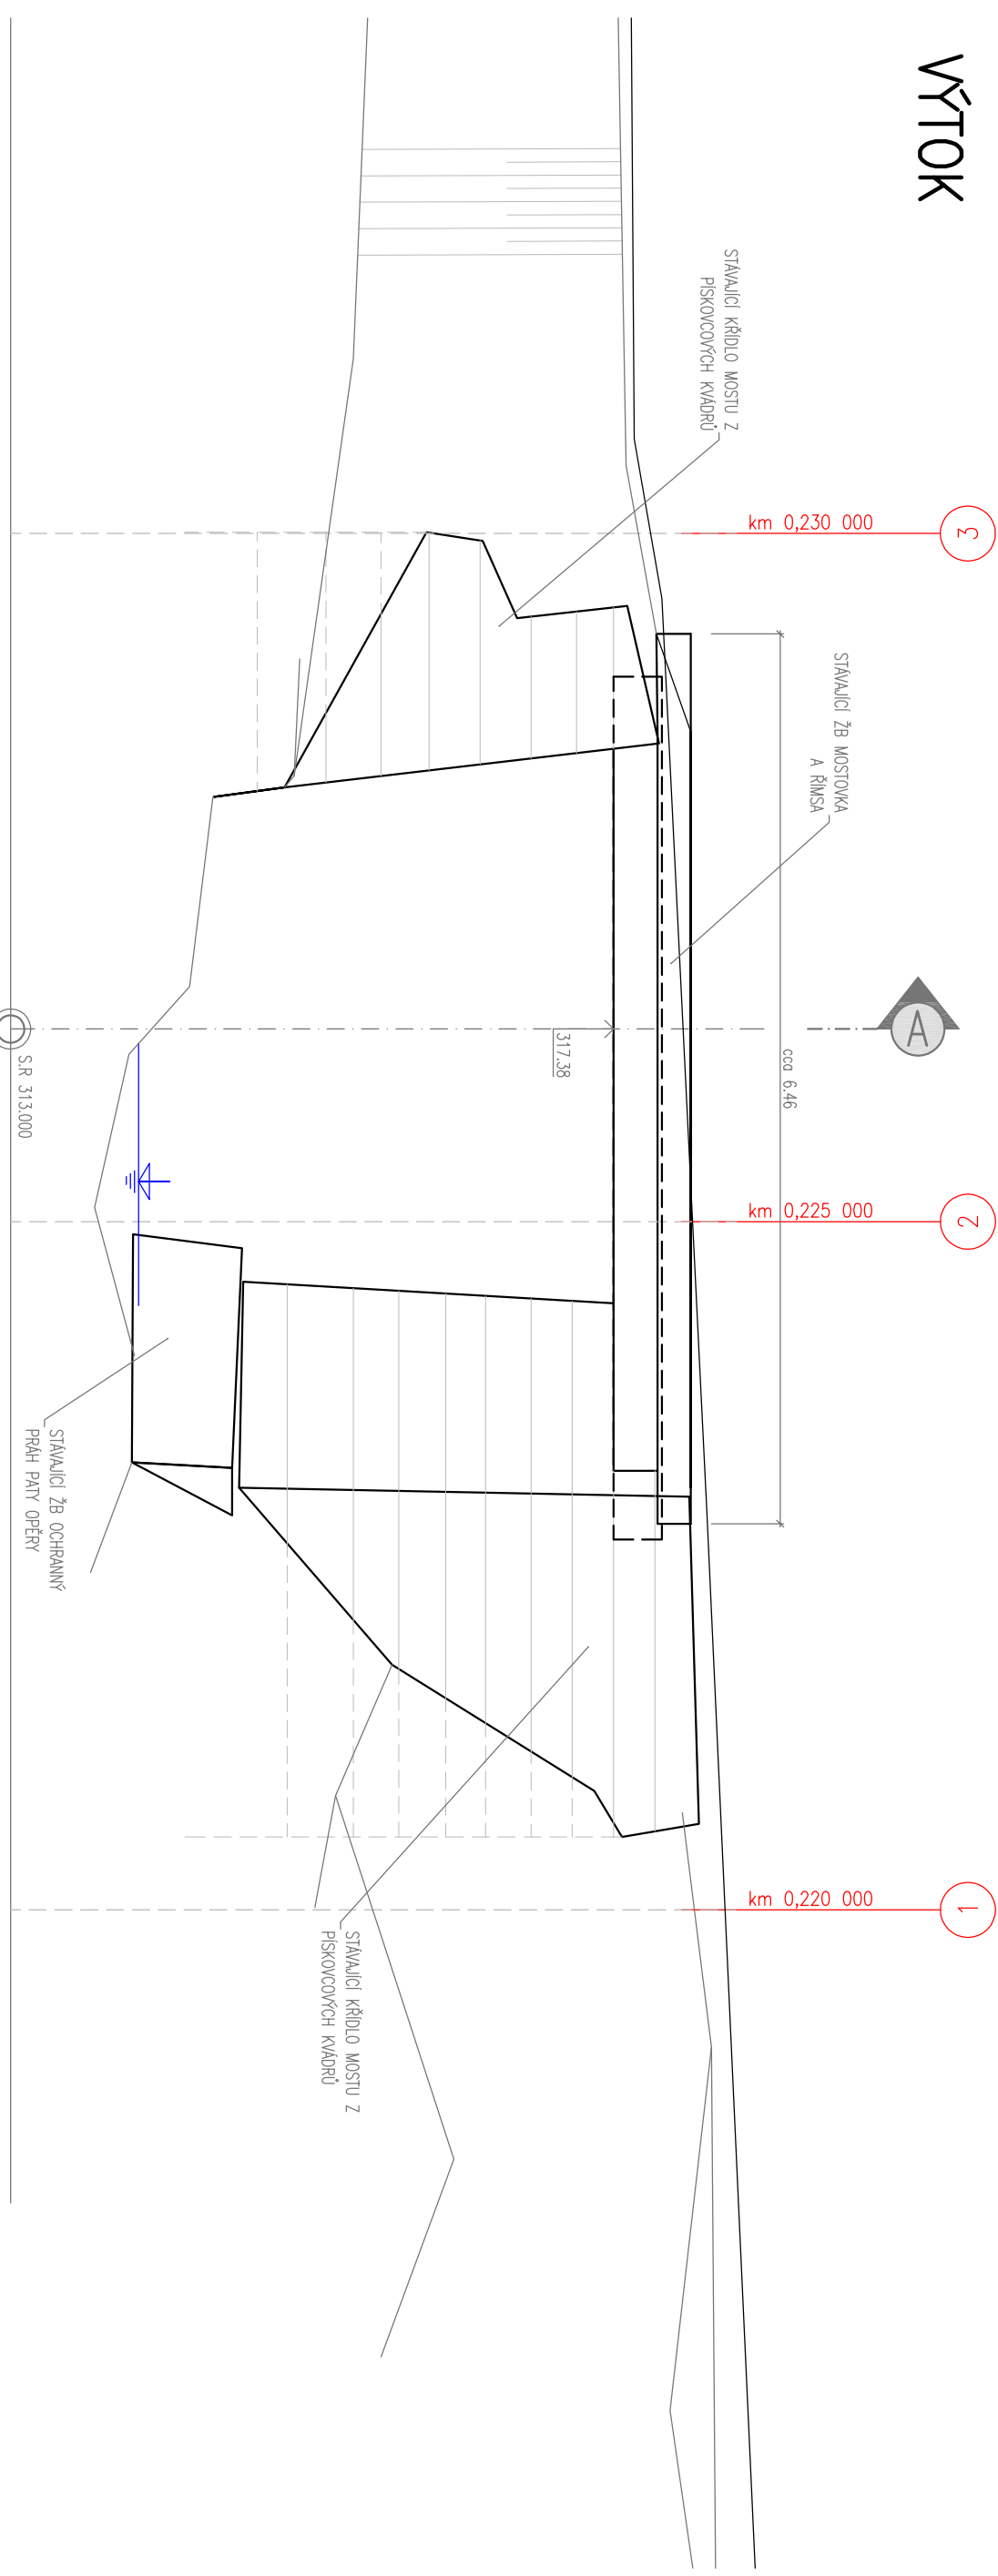 VÝTOK
STÁVAJÍCÍ KŘÍDLO MOSTU Z
PÍSKOVCOVÝCH KVÁDRŮ
3
km 0,230 000
STÁVAJÍCÍ ŽB MOSTOVKA
A ŘÍMSA
A
cca 6.46
317.38
S.R 313.000
2
km 0,225 000
STÁVAJÍCÍ ŽB OCHRANNÝ
PRÁH PATY OPĚRY
1
km 0,220 000
STÁVAJÍCÍ KŘÍDLO MOSTU Z
PÍSKOVCOVÝCH KVÁDRŮ